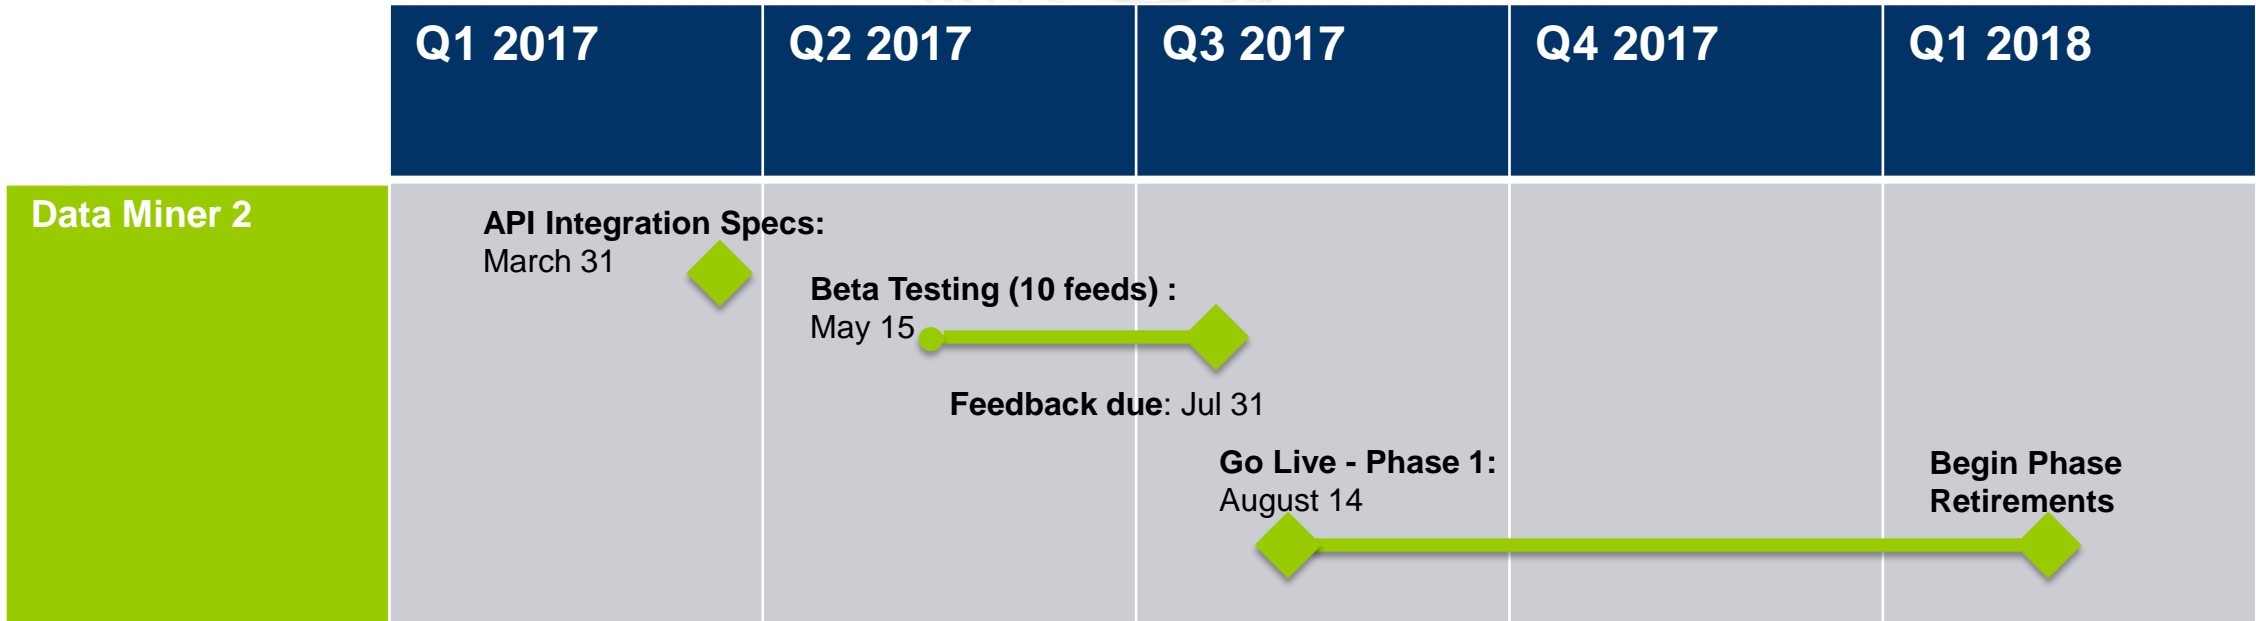 Q1 2017
Q2 2017
Q3 2017
Q4 2017
Q1 2018
Data Miner 2
API Integration Specs:
March 31
Beta Testing (10 feeds) :
May 15
Feedback due: Jul 31
Go Live - Phase 1:
August 14
Begin Phase
Retirements